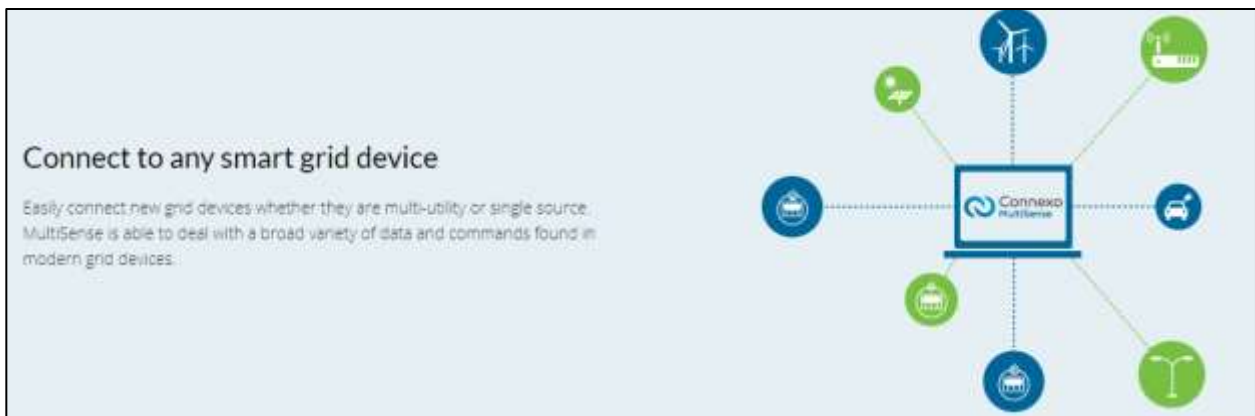 Connect to any smart grid device
Easily connect new grid devices whether they are multi-utility or single source.
MultiSense is able to deal with a broad variety of data and commands found in
modern grid devices.
Connexo
MultiSense